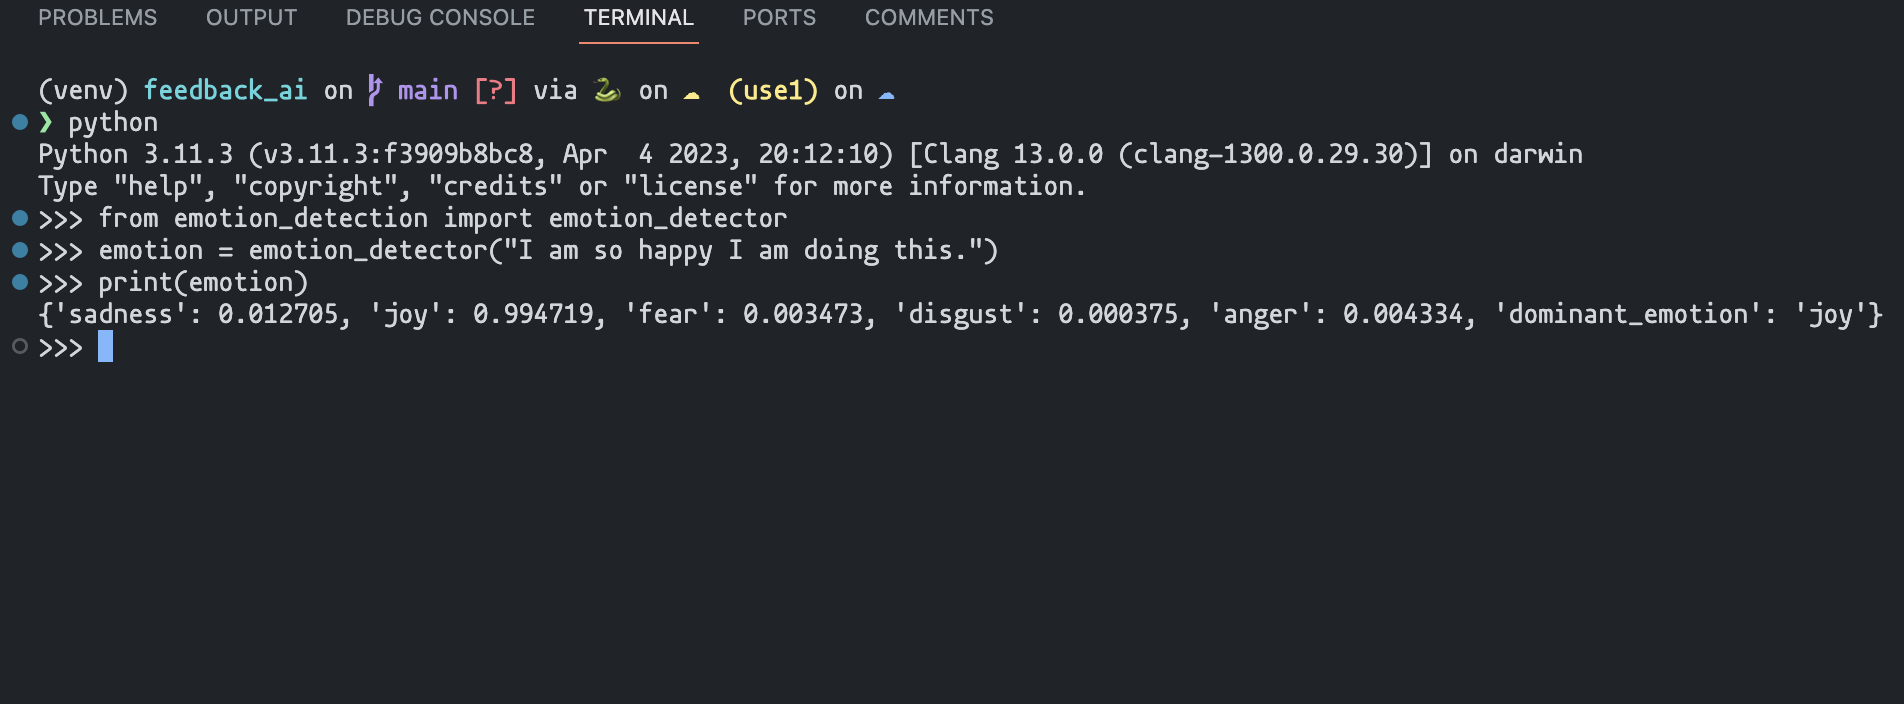 PROBLEMS OUTPUT DEBUG CONSOLE TERMINAL PORTS COMMENTS
(venv) feedback_ai on main [?] via 🐍 on ☁ (use1) on ☁
❯ python
Python 3.11.3 (v3.11.3:f3909b8bc8, Apr  4 2023, 20:12:10) [Clang 13.0.0 (clang-1300.0.29.30)] on darwin
Type "help", "copyright", "credits" or "license" for more information.
>>> from emotion_detection import emotion_detector
>>> emotion = emotion_detector("I am so happy I am doing this.")
>>> print(emotion)
{'sadness': 0.012705, 'joy': 0.994719, 'fear': 0.003473, 'disgust': 0.000375, 'anger': 0.004334, 'dominant_emotion': 'joy'}
>>>